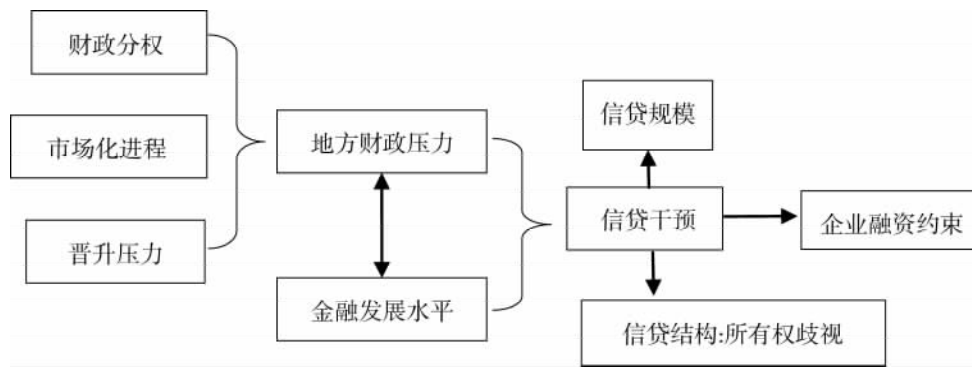 财政分权
市场化进程
晋升压力
地方财政压力
金融发展水平
信贷规模
信贷干预
企业融资约束
信贷结构:所有权歧视